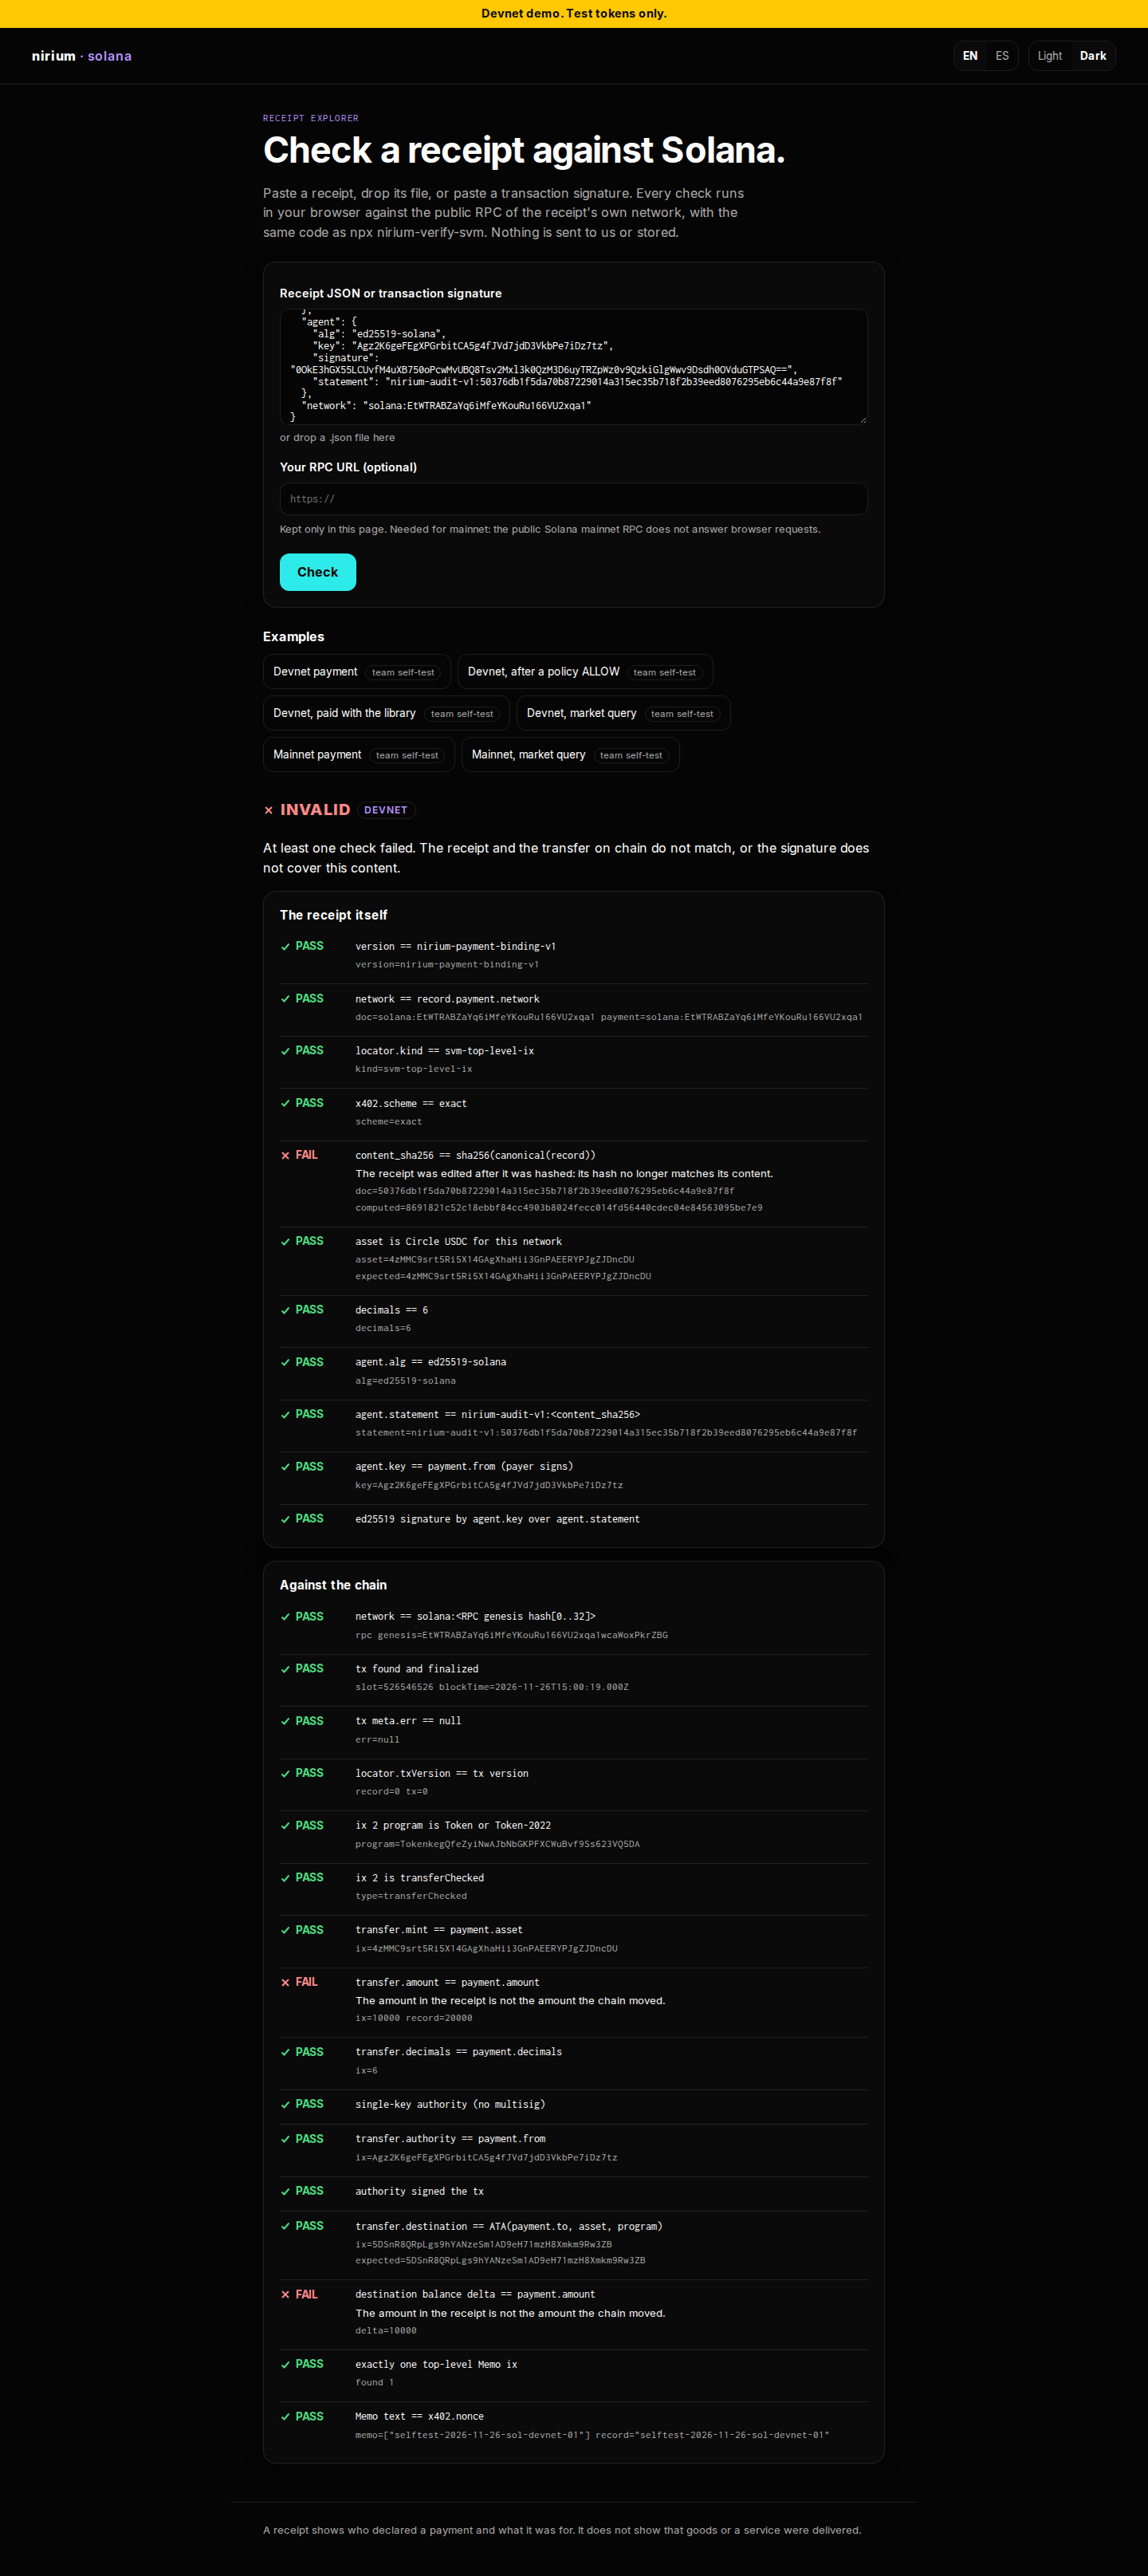 Devnet demo. Test tokens only.
nirium · solana
EN ES Light Dark
RECEIPT EXPLORER
Check a receipt against Solana.
Paste a receipt, drop its file, or paste a transaction signature. Every check runs
in your browser against the public RPC of the receipt's own network, with the
same code as npx nirium-verify-svm. Nothing is sent to us or stored.
Receipt JSON or transaction signature
},
"agent": {
"alg": "ed25519-solana",
"key": "Agz2K6geFEgXPGrbitCA5g4fJVd7jdD3VkbPe7iDz7tz",
"signature":
"0OkE3hGX55LCUvfM4uXB750oPcwMvUBQ8Tsv2Mxl3k0QzM3D6uyTRZpWz0v9QzkiGlgWwv9Dsdh0OVduGTPSAQ==",
"statement": "nirium-audit-v1:50376db1f5da70b87229014a315ec35b718f2b39eed8076295eb6c44a9e87f8f"
},
"network": "solana:EtWTRABZaYq6iMfeYKouRu166VU2xqa1"
}
or drop a .json file here
Your RPC URL (optional)
https://
Kept only in this page. Needed for mainnet: the public Solana mainnet RPC does not answer browser requests.
Check
Examples
Devnet payment team self-test Devnet, after a policy ALLOW team self-test
Devnet, paid with the library team self-test Devnet, market query team self-test
Mainnet payment team self-test Mainnet, market query team self-test
× INVALID DEVNET
At least one check failed. The receipt and the transfer on chain do not match, or the signature does
not cover this content.
The receipt itself
✓ PASS version == nirium-payment-binding-v1
version=nirium-payment-binding-v1
✓ PASS network == record.payment.network
doc=solana:EtWTRABZaYq6iMfeYKouRu166VU2xqa1 payment=solana:EtWTRABZaYq6iMfeYKouRu166VU2xqa1
✓ PASS locator.kind == svm-top-level-ix
kind=svm-top-level-ix
✓ PASS x402.scheme == exact
scheme=exact
× FAIL content_sha256 == sha256(canonical(record))
The receipt was edited after it was hashed: its hash no longer matches its content.
doc=50376db1f5da70b87229014a315ec35b718f2b39eed8076295eb6c44a9e87f8f
computed=8691821c52c18ebbf84cc4903b8024fecc014fd56440cdec04e84563095be7e9
✓ PASS asset is Circle USDC for this network
asset=4zMMC9srt5Ri5X14GAgXhaHii3GnPAEERYPJgZJDncDU
expected=4zMMC9srt5Ri5X14GAgXhaHii3GnPAEERYPJgZJDncDU
✓ PASS decimals == 6
decimals=6
✓ PASS agent.alg == ed25519-solana
alg=ed25519-solana
✓ PASS agent.statement == nirium-audit-v1:<content_sha256>
statement=nirium-audit-v1:50376db1f5da70b87229014a315ec35b718f2b39eed8076295eb6c44a9e87f8f
✓ PASS agent.key == payment.from (payer signs)
key=Agz2K6geFEgXPGrbitCA5g4fJVd7jdD3VkbPe7iDz7tz
✓ PASS ed25519 signature by agent.key over agent.statement
Against the chain
✓ PASS network == solana:<RPC genesis hash[0..32]>
rpc genesis=EtWTRABZaYq6iMfeYKouRu166VU2xqa1wcaWoxPkrZBG
✓ PASS tx found and finalized
slot=526546526 blockTime=2026-11-26T15:00:19.000Z
✓ PASS tx meta.err == null
err=null
✓ PASS locator.txVersion == tx version
record=0 tx=0
✓ PASS ix 2 program is Token or Token-2022
program=TokenkegQfeZyiNwAJbNbGKPFXCWuBvf9Ss623VQ5DA
✓ PASS ix 2 is transferChecked
type=transferChecked
✓ PASS transfer.mint == payment.asset
ix=4zMMC9srt5Ri5X14GAgXhaHii3GnPAEERYPJgZJDncDU
× FAIL transfer.amount == payment.amount
The amount in the receipt is not the amount the chain moved.
ix=10000 record=20000
✓ PASS transfer.decimals == payment.decimals
ix=6
✓ PASS single-key authority (no multisig)
✓ PASS transfer.authority == payment.from
ix=Agz2K6geFEgXPGrbitCA5g4fJVd7jdD3VkbPe7iDz7tz
✓ PASS authority signed the tx
✓ PASS transfer.destination == ATA(payment.to, asset, program)
ix=5DSnR8QRpLgs9hYANzeSm1AD9eH71mzH8Xmkm9Rw3ZB
expected=5DSnR8QRpLgs9hYANzeSm1AD9eH71mzH8Xmkm9Rw3ZB
× FAIL destination balance delta == payment.amount
The amount in the receipt is not the amount the chain moved.
delta=10000
✓ PASS exactly one top-level Memo ix
found 1
✓ PASS Memo text == x402.nonce
memo=["selftest-2026-11-26-sol-devnet-01"] record="selftest-2026-11-26-sol-devnet-01"
A receipt shows who declared a payment and what it was for. It does not show that goods or a service were delivered.